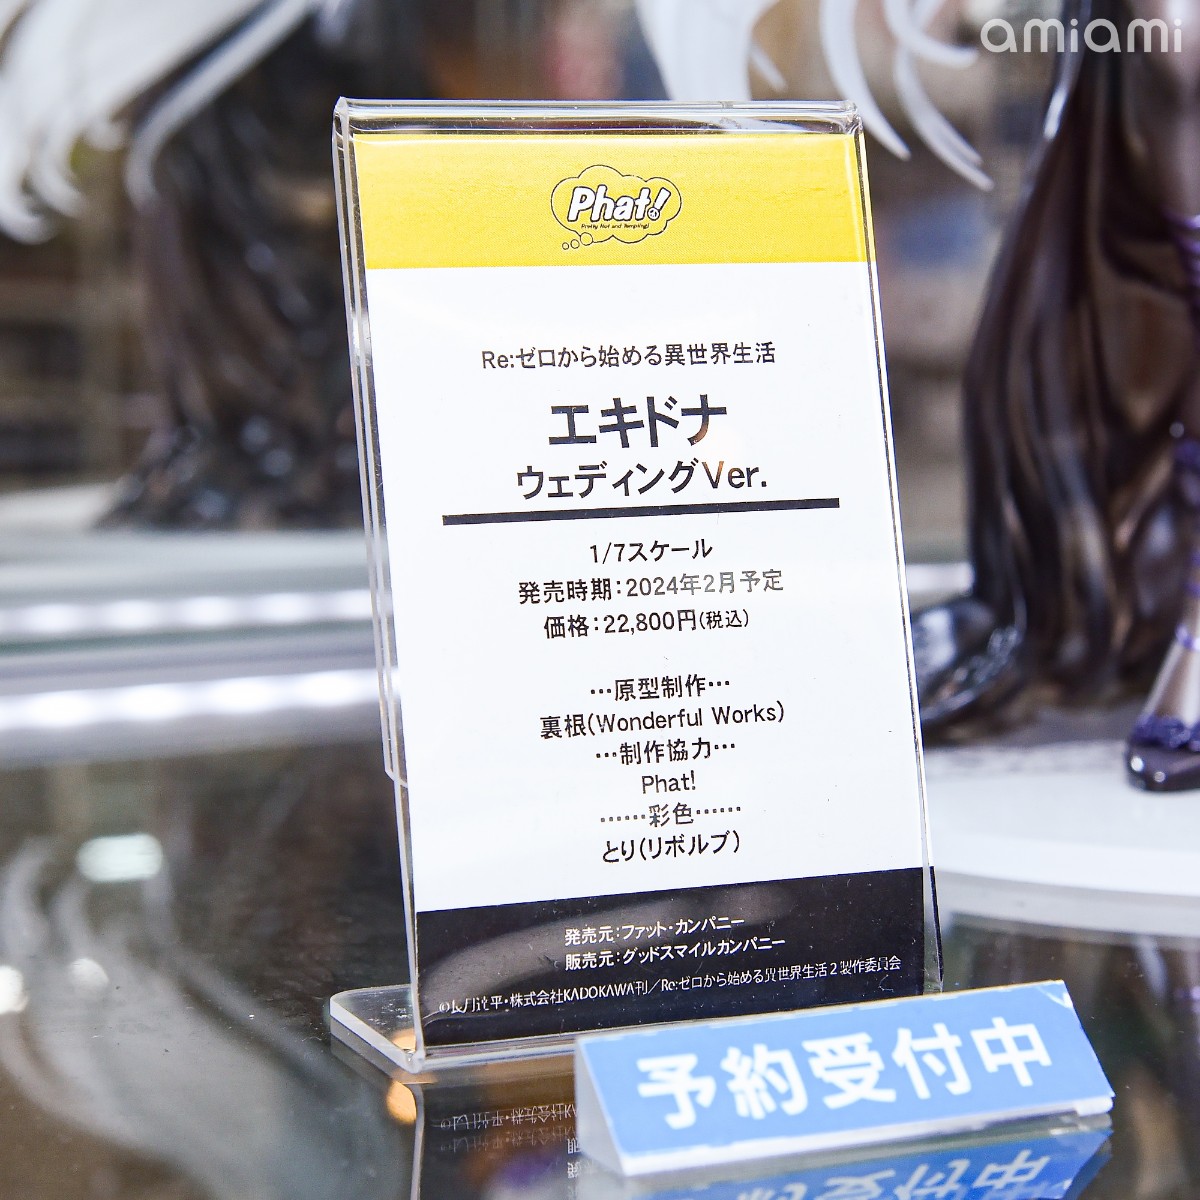 amiami
Phat!
Pretty Hot and Tempting!
Re:ゼロから始める異世界生活
エキドナ
ウェディングVer.
1/7スケール
発売時期：2024年2月予定
価格：22,800円(税込)
…原型制作…
裏根(Wonderful Works)
…制作協力…
Phat!
……彩色……
とり(リボルブ)
発売元：ファット・カンパニー
販売元：グッドスマイルカンパニー
©長月達平・株式会社KADOKAWA刊／Re:ゼロから始める異世界生活２製作委員会
予約受付中